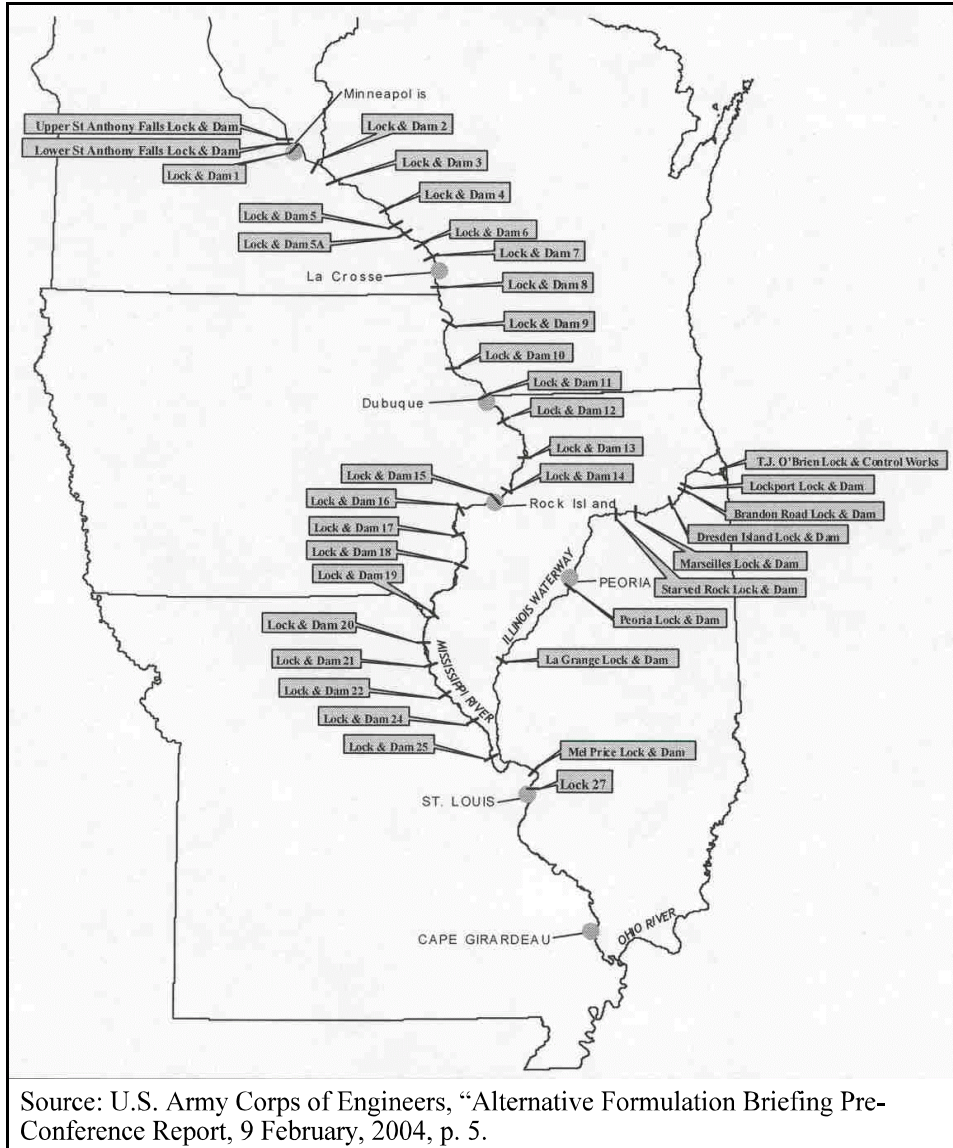 Minneapol is
Upper St Anthony Falls Lock & Dam
Lower St Anthony Falls Lock & Dam
Lock & Dam 1
Lock & Dam 2
Lock & Dam 3
Lock & Dam 4
Lock & Dam 5
Lock & Dam 5A
Lock & Dam 6
Lock & Dam 7
La Crosse
Lock & Dam 8
Lock & Dam 9
Lock & Dam 10
Lock & Dam 11
Dubuque
Lock & Dam 12
Lock & Dam 13
Lock & Dam 14
Lock & Dam 15
Rock Isl and
Lock & Dam 16
Lock & Dam 17
Lock & Dam 18
Lock & Dam 19
T.J. O'Brien Lock & Control Works
Lockport Lock & Dam
Brandon Road Lock & Dam
Dresden Island Lock & Dam
Marseilles Lock & Dam
Starved Rock Lock & Dam
ILLINOIS WATERWAY
PEORIA
Peoria Lock & Dam
La Grange Lock & Dam
Lock & Dam 20
Lock & Dam 21
Lock & Dam 22
Lock & Dam 24
Lock & Dam 25
MISSISSIPPI RIVER
Mel Price Lock & Dam
Lock 27
ST. LOUIS
CAPE GIRARDEAU
OHIO RIVER
Source: U.S. Army Corps of Engineers, “Alternative Formulation Briefing Pre-
Conference Report, 9 February, 2004, p. 5.